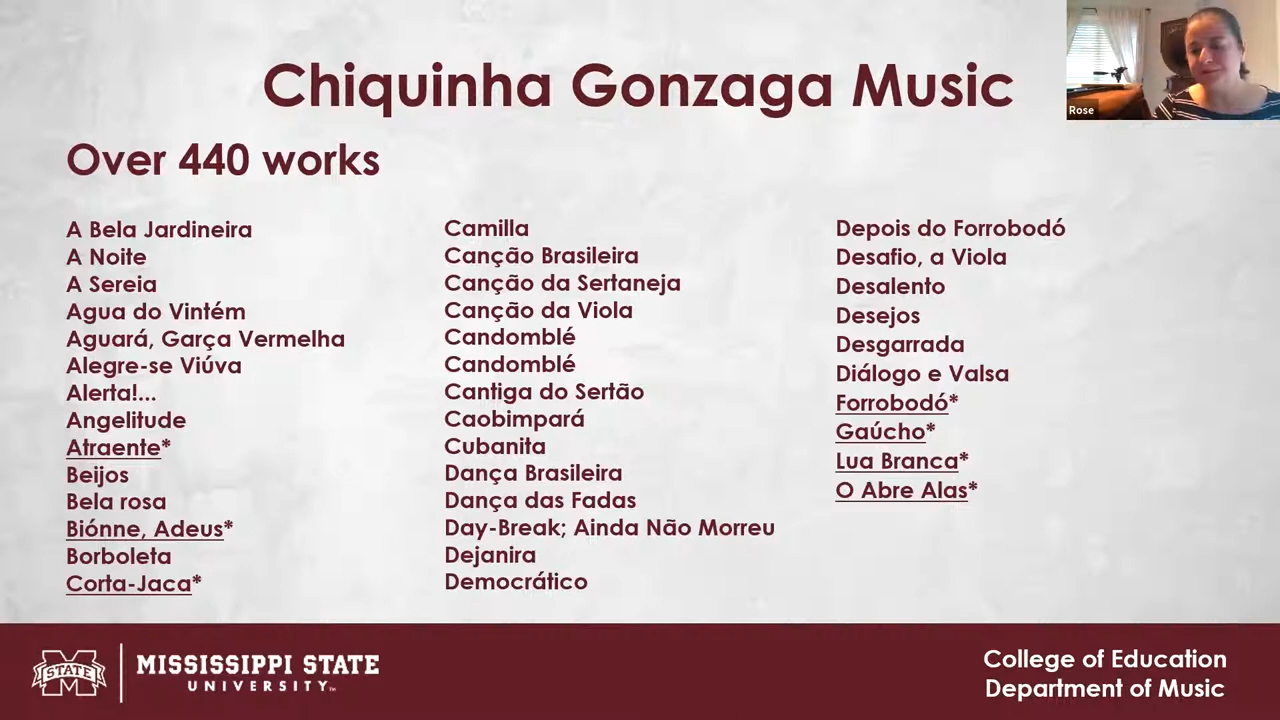 Chiquinha Gonzaga Music
Rose
Over 440 works
A Bela Jardineira
A Noite
A Sereia
Agua do Vintém
Aguará, Garça Vermelha
Alegre-se Viúva
Alerta!...
Angelitude
Atraente*
Beijos
Bela rosa
Biónne, Adeus*
Borboleta
Corta-Jaca*
Camilla
Canção Brasileira
Canção da Sertaneja
Canção da Viola
Candomblé
Candomblé
Cantiga do Sertão
Caobimpará
Cubanita
Dança Brasileira
Dança das Fadas
Day-Break; Ainda Não Morreu
Dejanira
Democrático
Depois do Forrobodó
Desafio, a Viola
Desalento
Desejos
Desgarrada
Diálogo e Valsa
Forrobodó*
Gaúcho*
Lua Branca*
O Abre Alas*
STATE
MISSISSIPPI STATE
UNIVERSITY™
College of Education
Department of Music